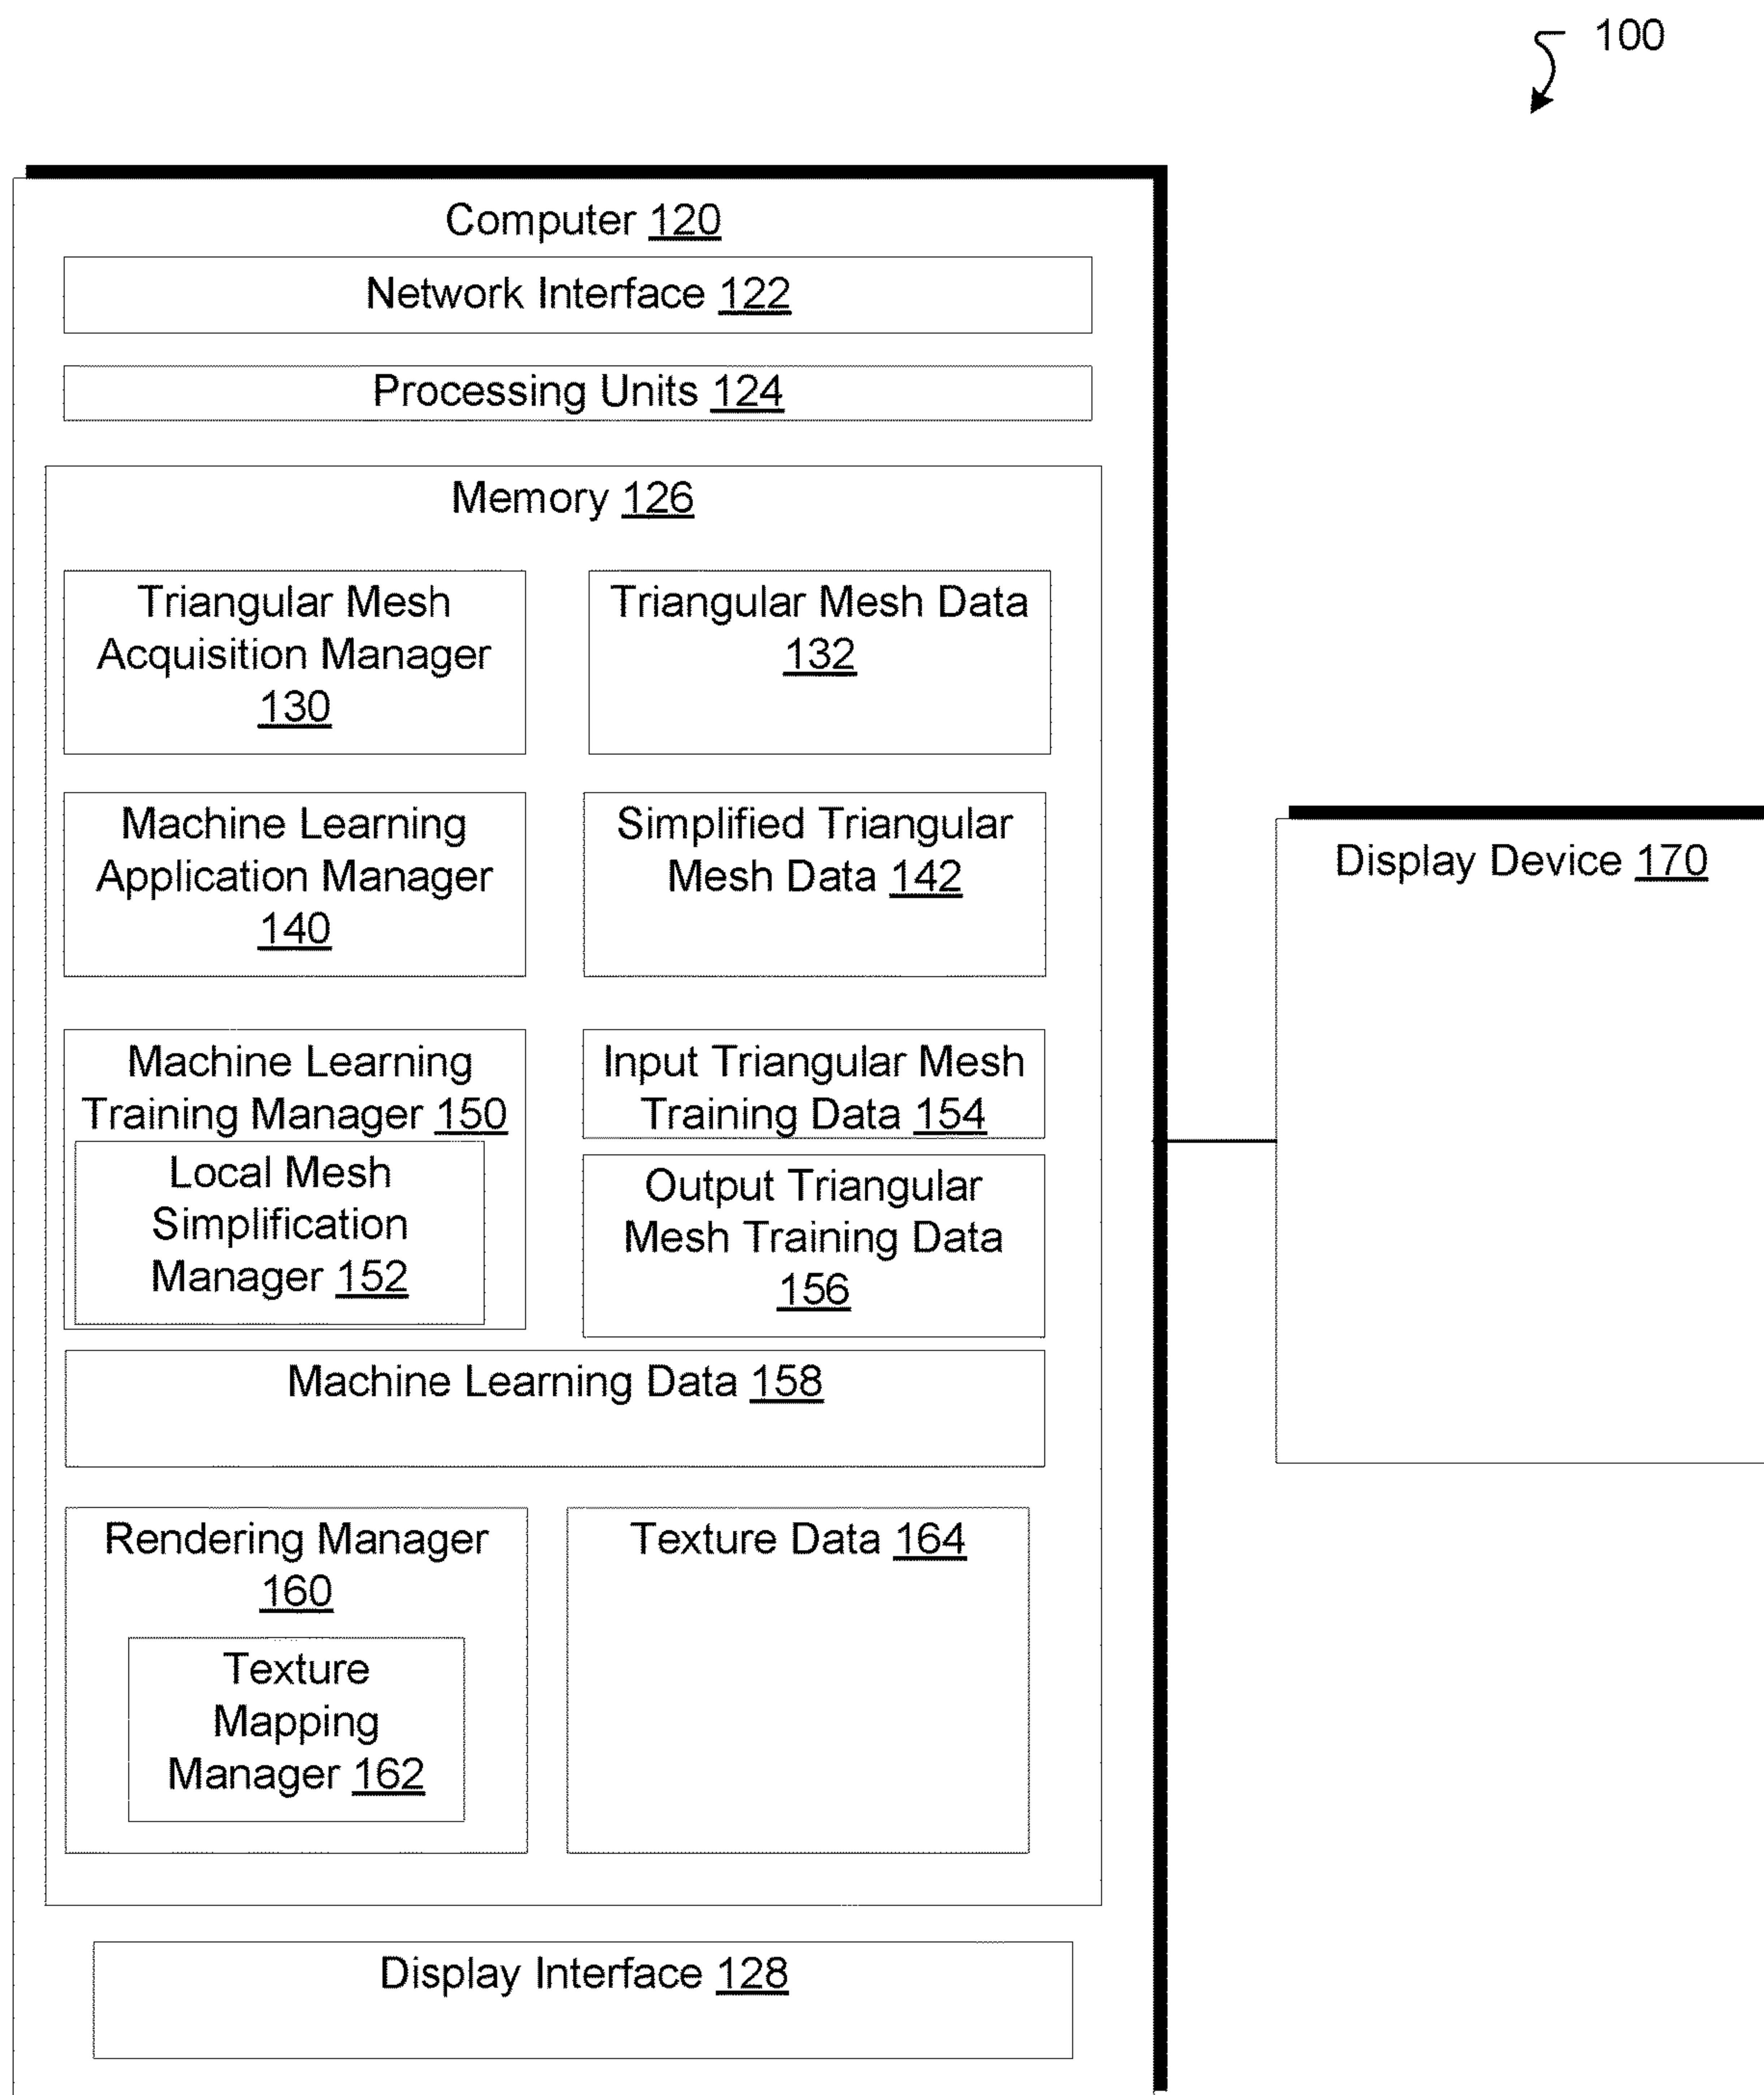 100
Computer 120
Network Interface 122
Processing Units 124
Memory 126
Triangular Mesh
Acquisition Manager
130
Triangular Mesh Data
132
Machine Learning
Application Manager
140
Simplified Triangular
Mesh Data 142
Machine Learning
Training Manager 150
Local Mesh
Simplification
Manager 152
Input Triangular Mesh
Training Data 154
Output Triangular
Mesh Training Data
156
Machine Learning Data 158
Rendering Manager
160
Texture
Mapping
Manager 162
Texture Data 164
Display Interface 128
Display Device 170